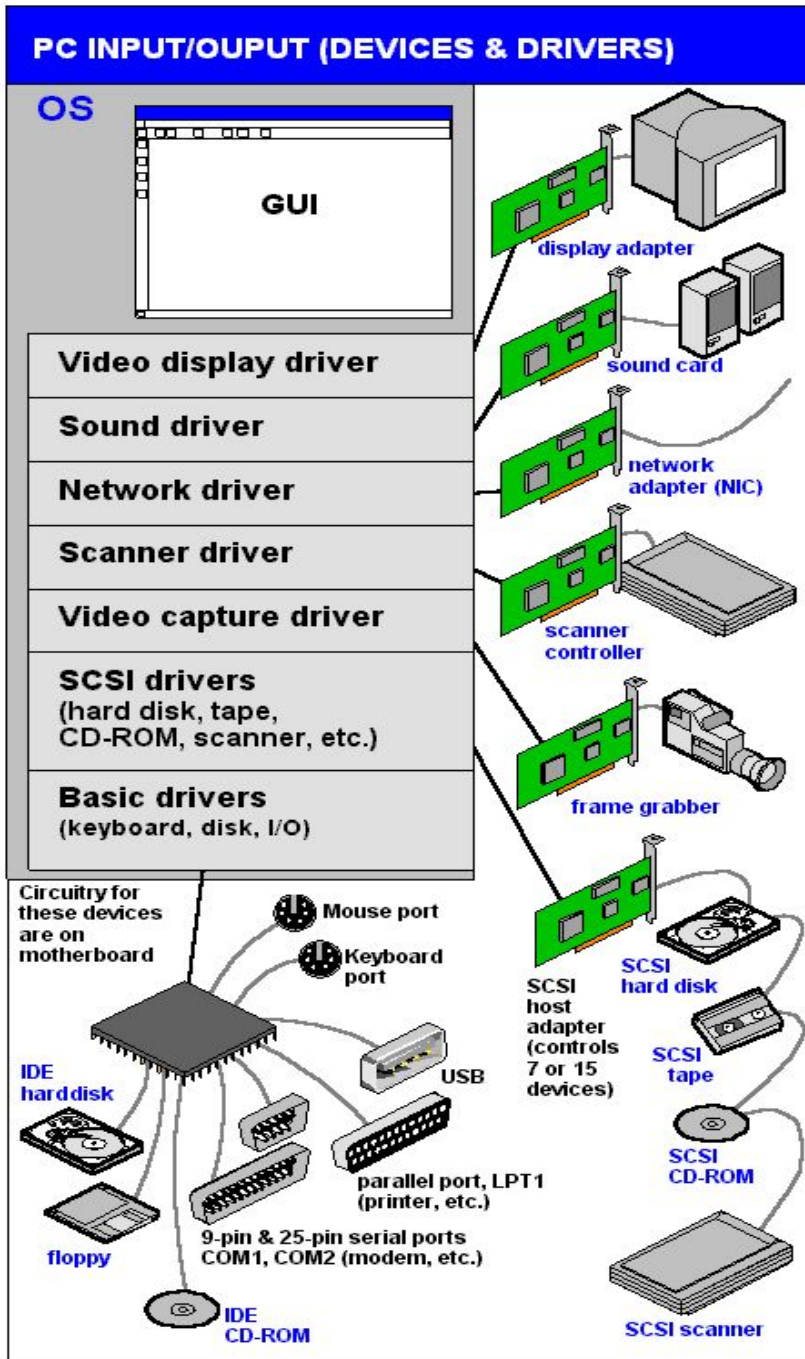 PC INPUT/OUPUT (DEVICES & DRIVERS)
OS
GUI
Video display driver
Sound driver
Network driver
Scanner driver
Video capture driver
SCSI drivers
(hard disk, tape,
CD-ROM, scanner, etc.)
Basic drivers
(keyboard, disk, I/O)
display adapter
sound card
network
adapter (NIC)
scanner
controller
frame grabber
SCSI
host
adapter
(controls
7 or 15
devices)
SCSI
hard disk
SCSI
tape
SCSI
CD-ROM
SCSI scanner
Circuitry for
these devices
are on
motherboard
Mouse port
Keyboard
port
USB
parallel port, LPT1
(printer, etc.)
9-pin & 25-pin serial ports
COM1, COM2 (modem, etc.)
IDE
harddisk
floppy
IDE
CD-ROM